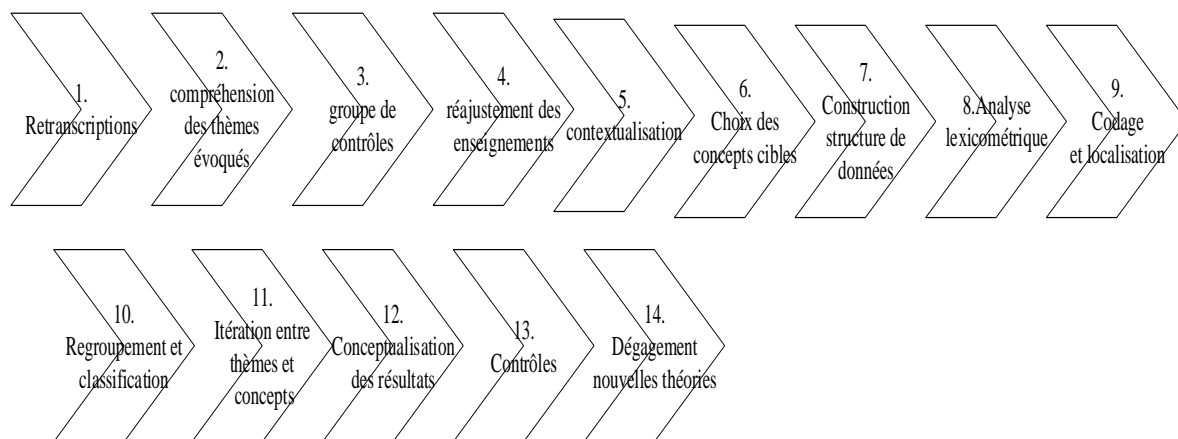 1.
Retranscriptions
2.
compréhension
des thèmes
évoqués
3.
groupe de
contrôles
4.
réajustement des
enseignements
5.
contextualisation
6.
Choix des
concepts cibles
7.
Construction
structure de
données
8.Analyse
lexicométrique
9.
Codage
et localisation
10.
Regroupement et
classification
11.
Itération entre
thèmes et
concepts
12.
Conceptualisation
des résultats
13.
Contrôles
14.
Dégagement
nouvelles théories